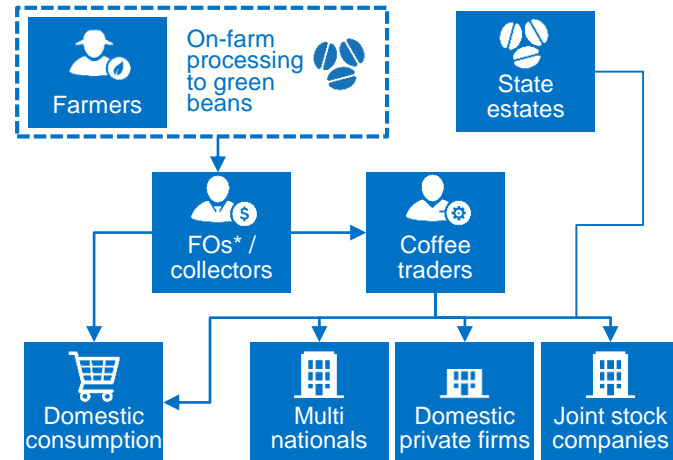 Farmers
On-farm
processing
to green
beans
State
estates
$
FOs* /
collectors
Coffee
traders
Domestic
consumption
Multi
nationals
Domestic
private firms
Joint stock
companies